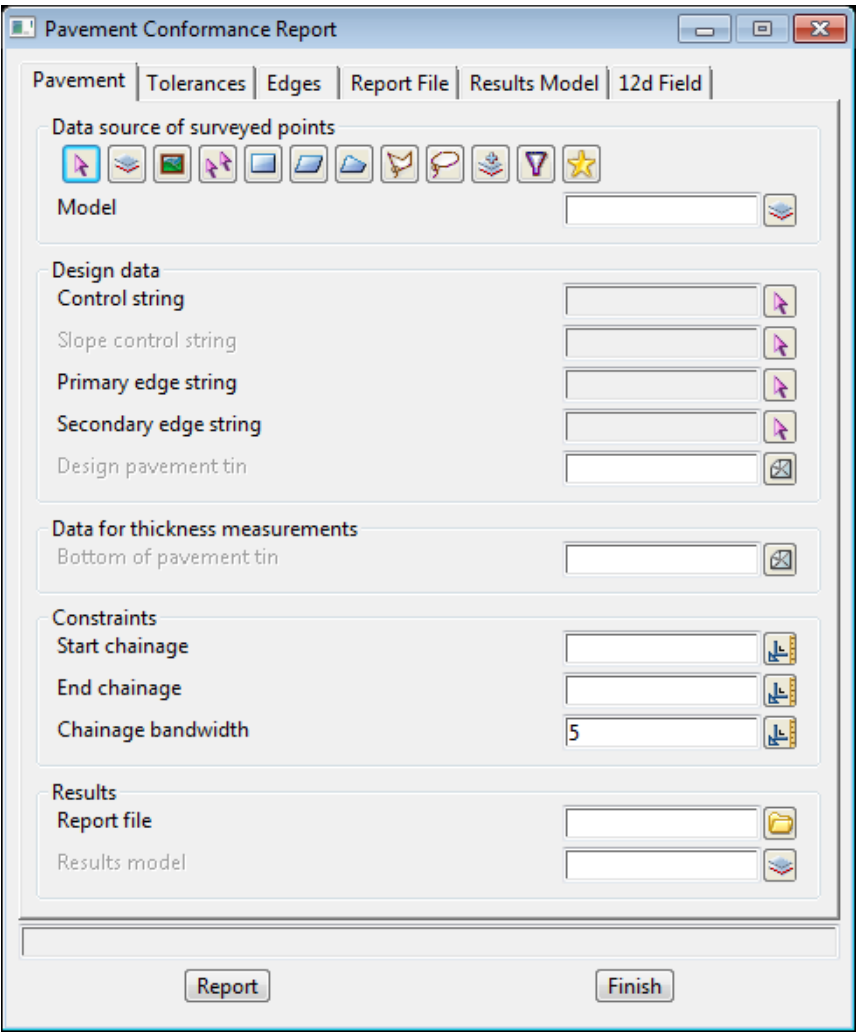 Pavement Conformance Report
Pavement Tolerances Edges Report File Results Model 12d Field
Data source of surveyed points
Model
Design data
Control string
Slope control string
Primary edge string
Secondary edge string
Design pavement tin
Data for thickness measurements
Bottom of pavement tin
Constraints
Start chainage
End chainage
Chainage bandwidth 5
Results
Report file
Results model
Report Finish